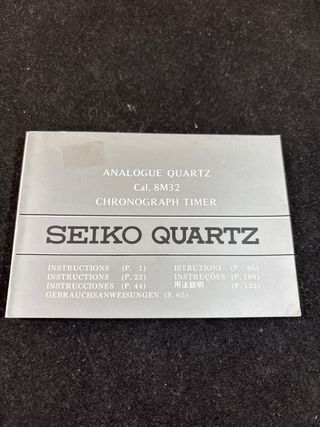 ANALOGUE QUARTZ
Cal. 8M32
CHRONOGRAPH TIMER
SEIKO QUARTZ
INSTRUCTIONS (P. 1) ISTRUZIONI (P. 86)
INSTRUCTIONS (P. 22) INSTRUÇÕES (P. 109)
INSTRUCCIONES (P. 44) 用法説明 (P. 132)
GEBRAUCHSANWEISUNGEN (S. 65)